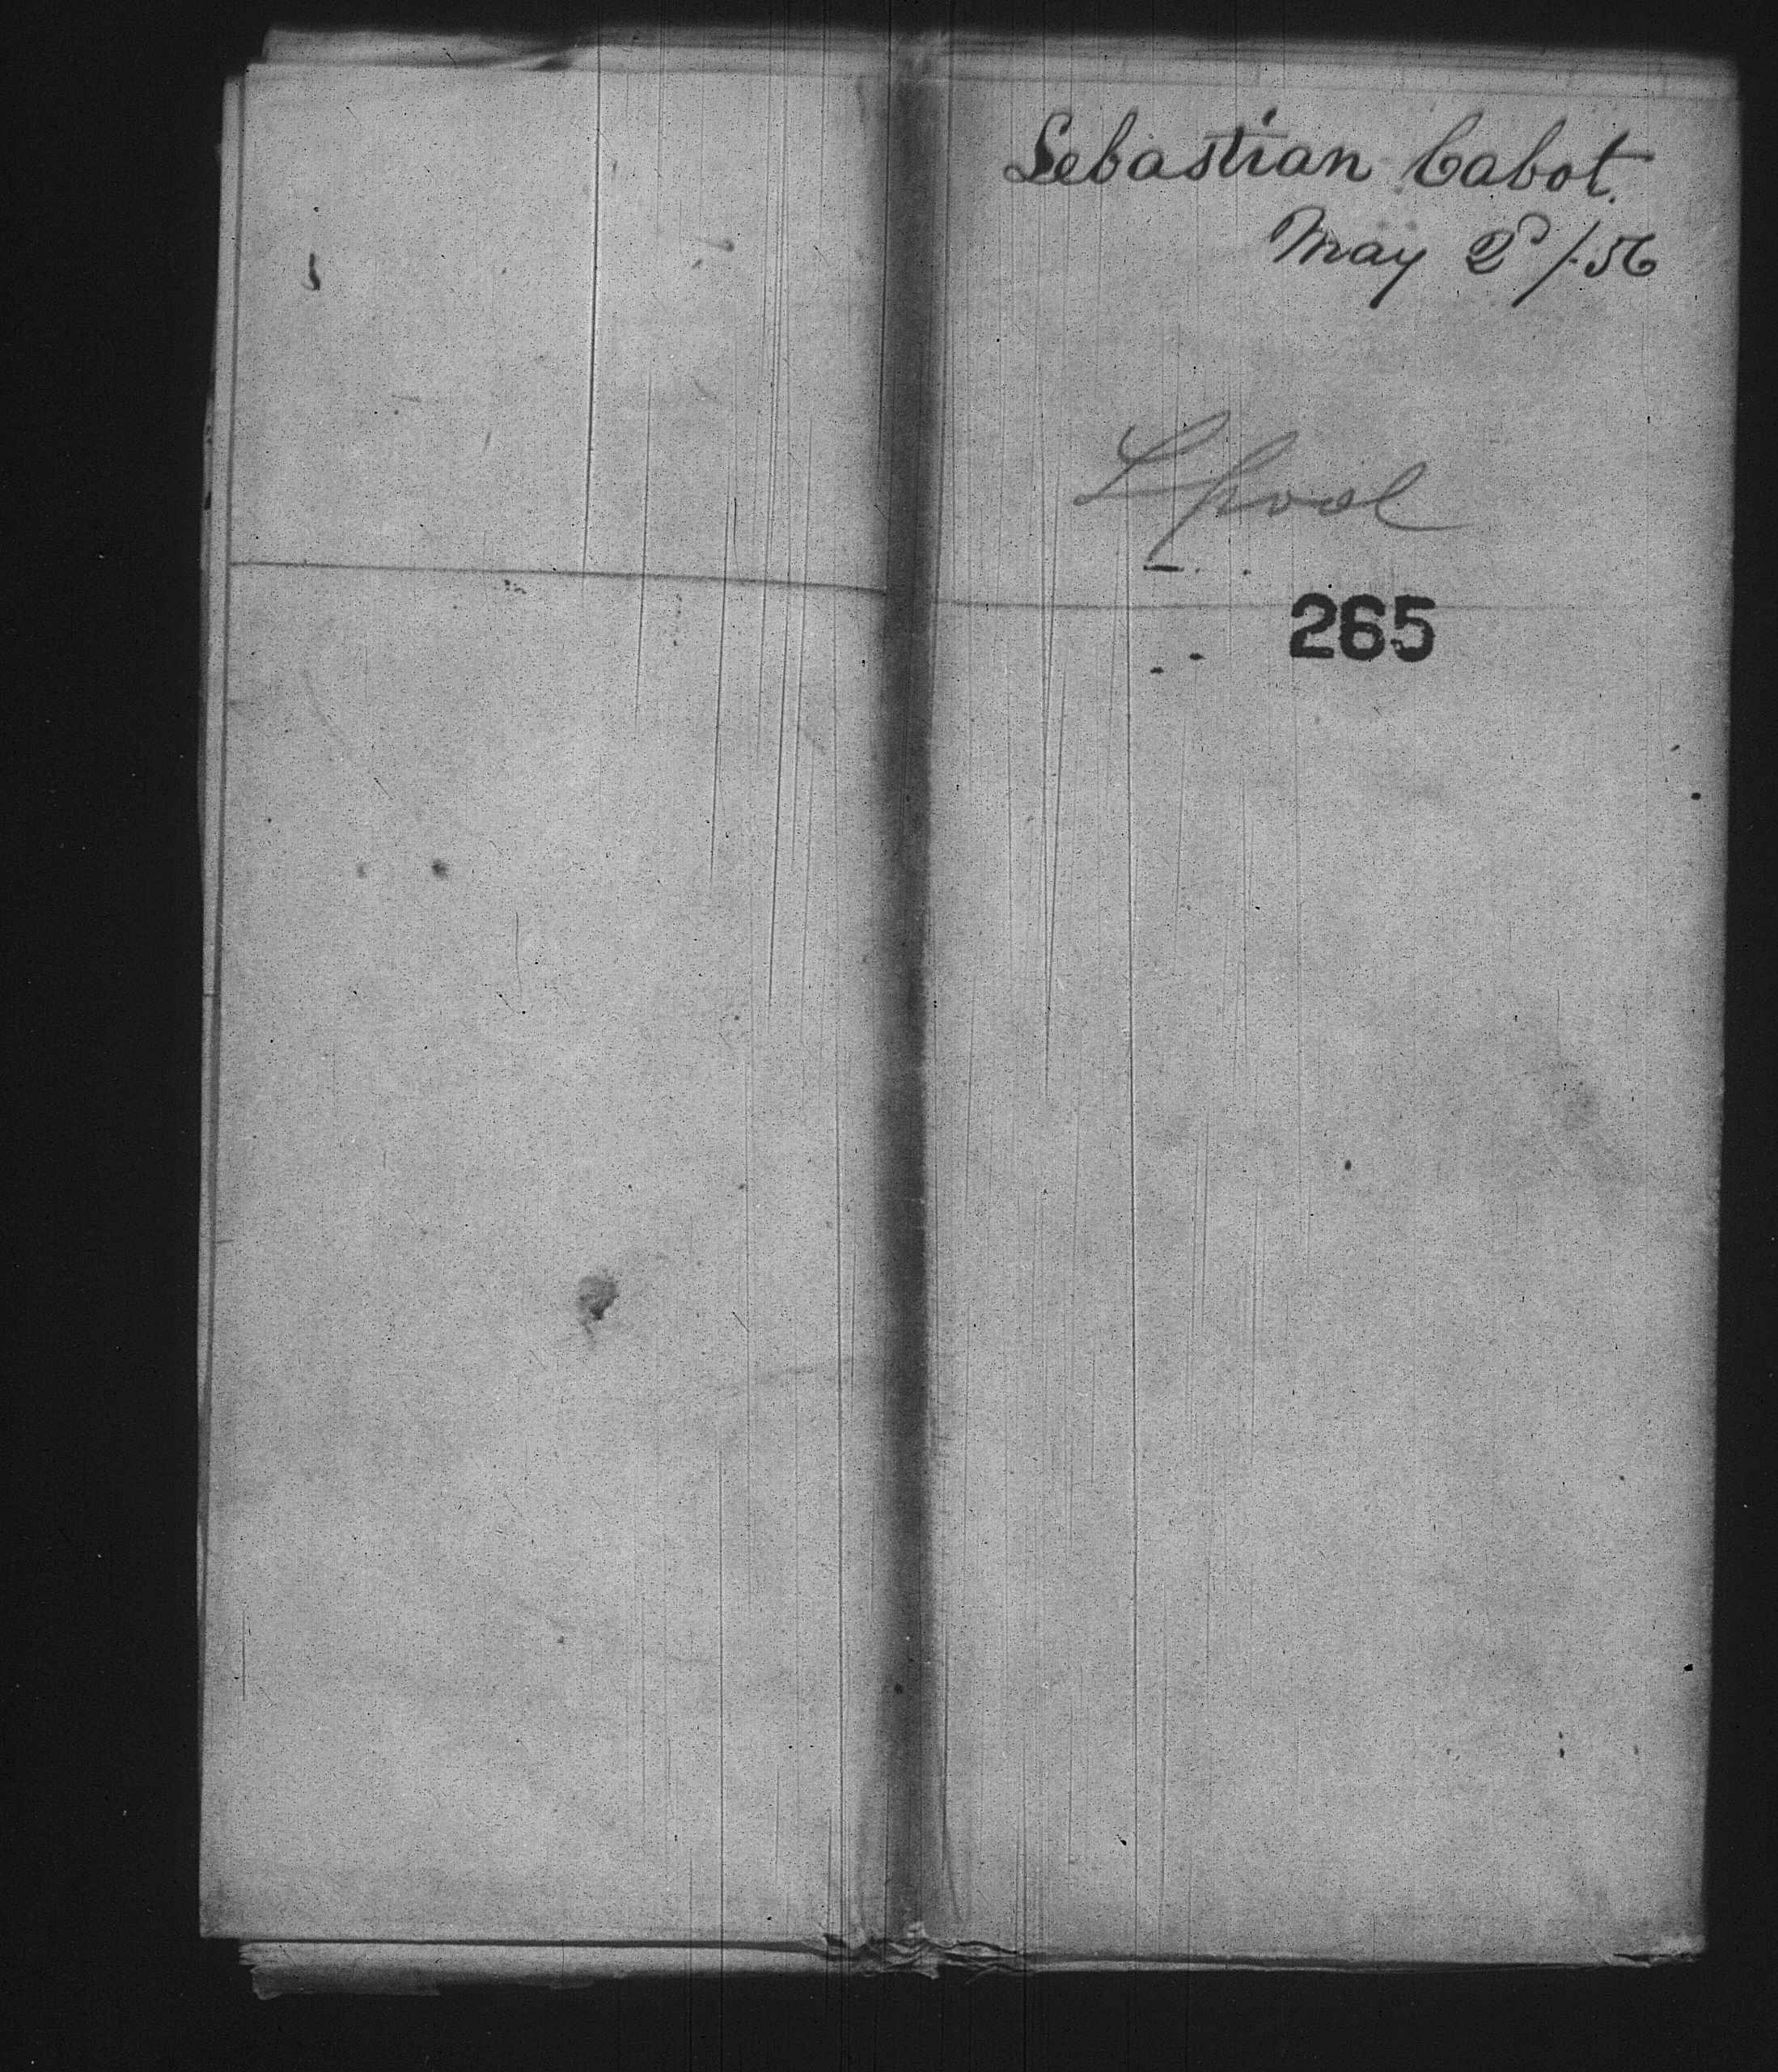 Sebastian Cabot.
May 2d /56
L'pool
265